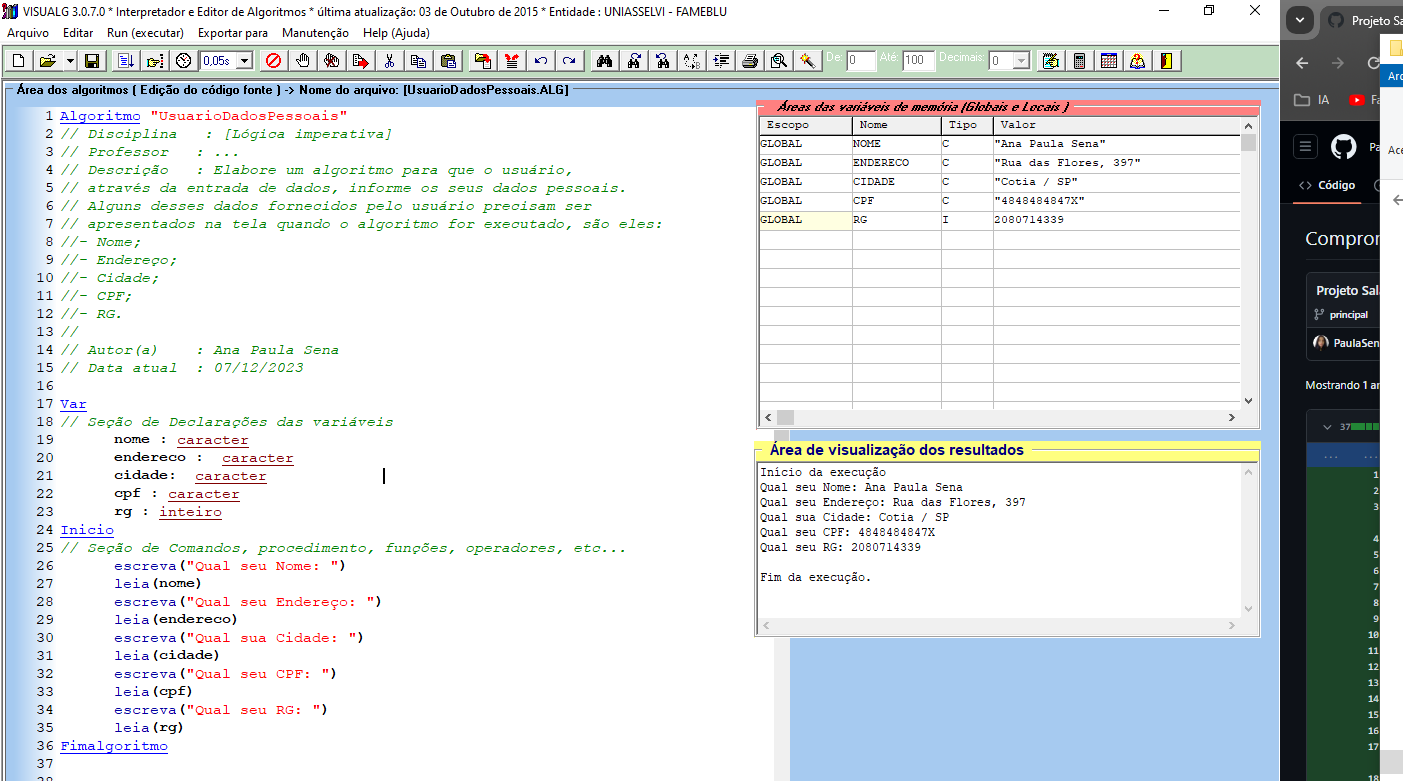 VISUALG 3.0.7.0 * Interpretador e Editor de Algoritmos * última atualização: 03 de Outubro de 2015 * Entidade : UNIASSELVI - FAMEBLU
Arquivo Editar Run (executar) Exportar para Manutenção Help (Ajuda)
0,05s De: 0 Até: 100 Decimais: 0
Área dos algoritmos ( Edição do código fonte ) -> Nome do arquivo: [UsuarioDadosPessoais.ALG]
1 Algoritmo "UsuarioDadosPessoais"
2 // Disciplina : [Lógica imperativa]
3 // Professor : ...
4 // Descrição : Elabore um algoritmo para que o usuário,
5 // através da entrada de dados, informe os seus dados pessoais.
6 // Alguns desses dados fornecidos pelo usuário precisam ser
7 // apresentados na tela quando o algoritmo for executado, são eles:
8 //- Nome;
9 //- Endereço;
10 //- Cidade;
11 //- CPF;
12 //- RG.
13 //
14 // Autor(a) : Ana Paula Sena
15 // Data atual : 07/12/2023
16
17 Var
18 // Seção de Declarações das variáveis
19 nome : caracter
20 endereco : caracter
21 cidade: caracter
22 cpf : caracter
23 rg : inteiro
24 Inicio
25 // Seção de Comandos, procedimento, funções, operadores, etc...
26 escreva("Qual seu Nome: ")
27 leia(nome)
28 escreva("Qual seu Endereço: ")
29 leia(endereco)
30 escreva("Qual sua Cidade: ")
31 leia(cidade)
32 escreva("Qual seu CPF: ")
33 leia(cpf)
34 escreva("Qual seu RG: ")
35 leia(rg)
36 Fimalgoritmo
37
Áreas das variáveis de memória (Globais e Locais )
Escopo Nome Tipo Valor
GLOBAL NOME C "Ana Paula Sena"
GLOBAL ENDERECO C "Rua das Flores, 397"
GLOBAL CIDADE C "Cotia / SP"
GLOBAL CPF C "4848484847X"
GLOBAL RG I 2080714339
Área de visualização dos resultados
Início da execução
Qual seu Nome: Ana Paula Sena
Qual seu Endereço: Rua das Flores, 397
Qual sua Cidade: Cotia / SP
Qual seu CPF: 4848484847X
Qual seu RG: 2080714339
Fim da execução.
Projeto Sa
IA
Código
Compror
Projeto Sal
principal
PaulaSen
Mostrando 1 ar
37
1
2
3
4
5
6
7
8
9
10
11
12
13
14
15
16
17
18